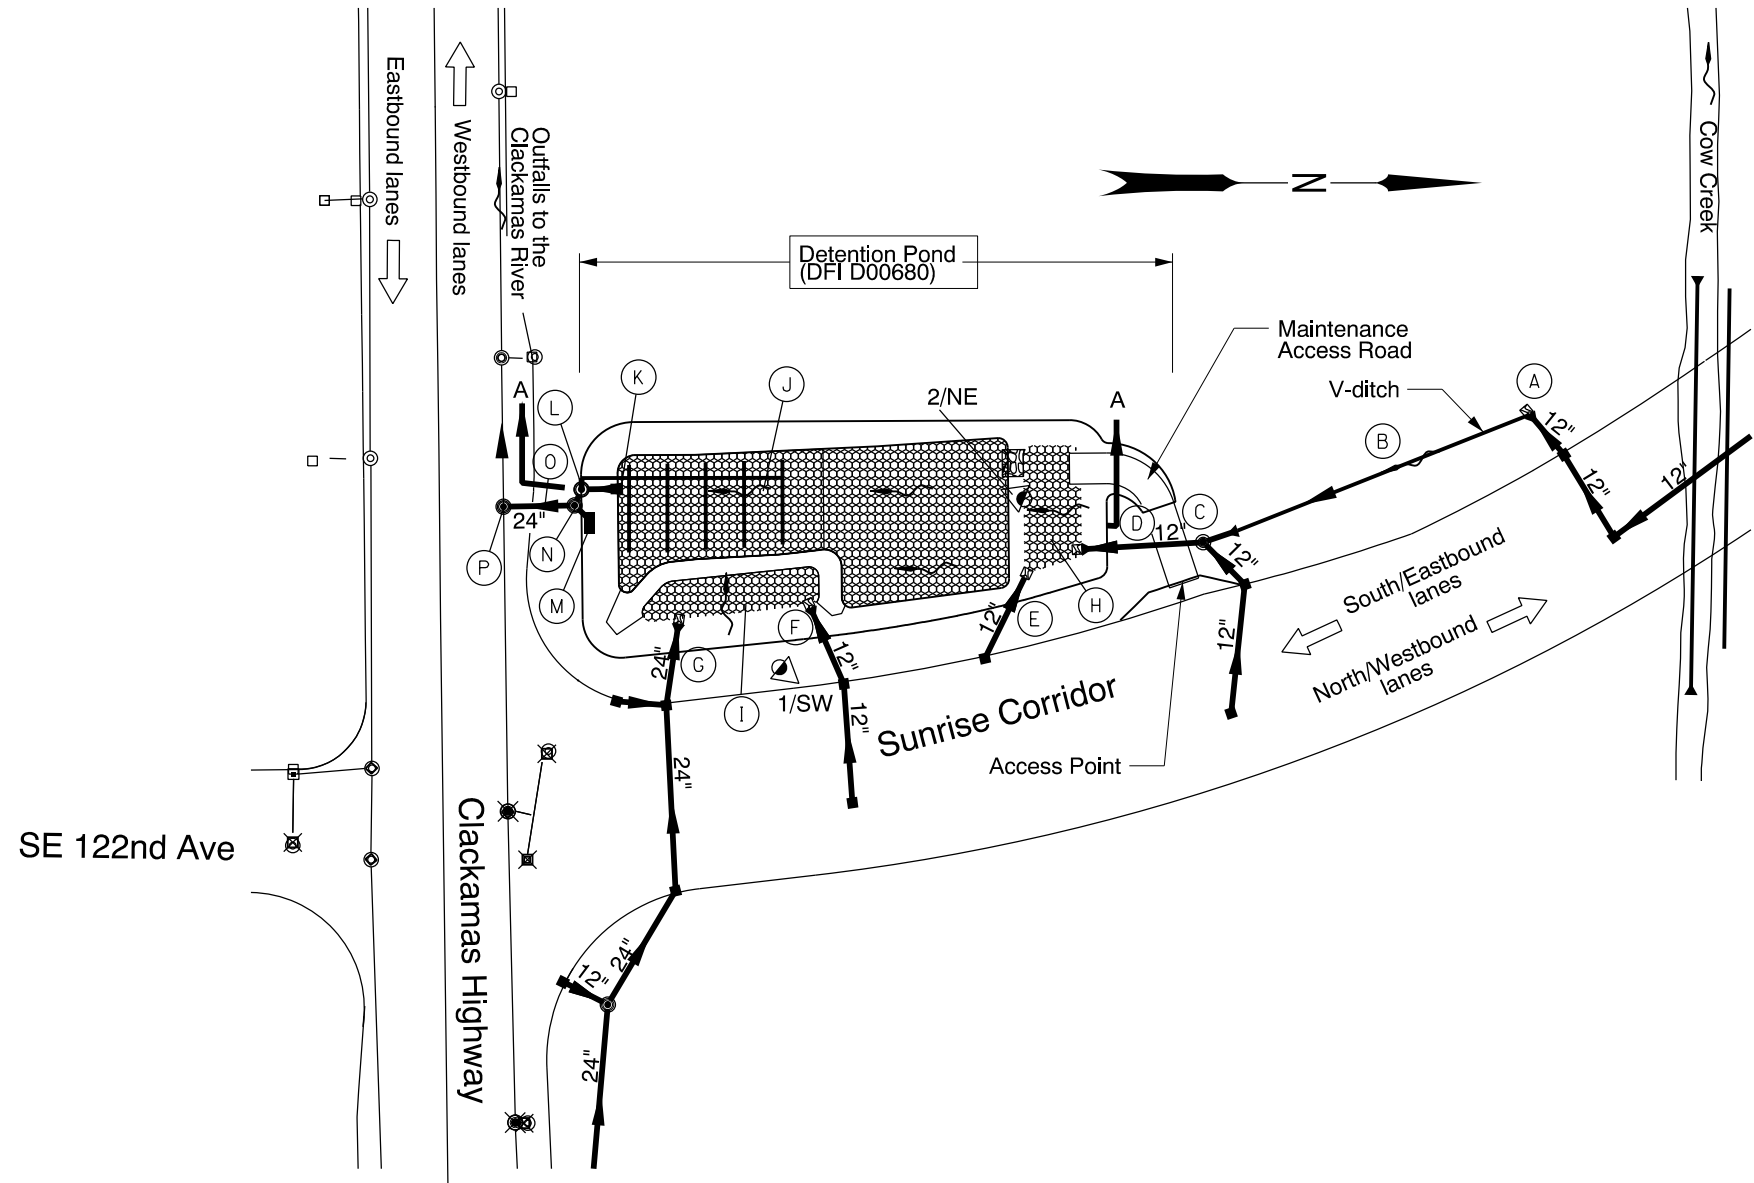 Eastbound lanes
Westbound lanes
Outfalls to the
Clackamas River
Cow Creek
N
Detention Pond
(DFI D00680)
Maintenance
Access Road
V-ditch
A
B
C
D
E
F
G
H
I
J
K
L
M
N
O
P
A
A
2/NE
1/SW
12"
12"
12"
12"
12"
12"
12"
12"
12"
12"
24"
24"
24"
24"
24"
South/Eastbound
lanes
North/Westbound
lanes
Sunrise Corridor
Access Point
SE 122nd Ave
Clackamas Highway